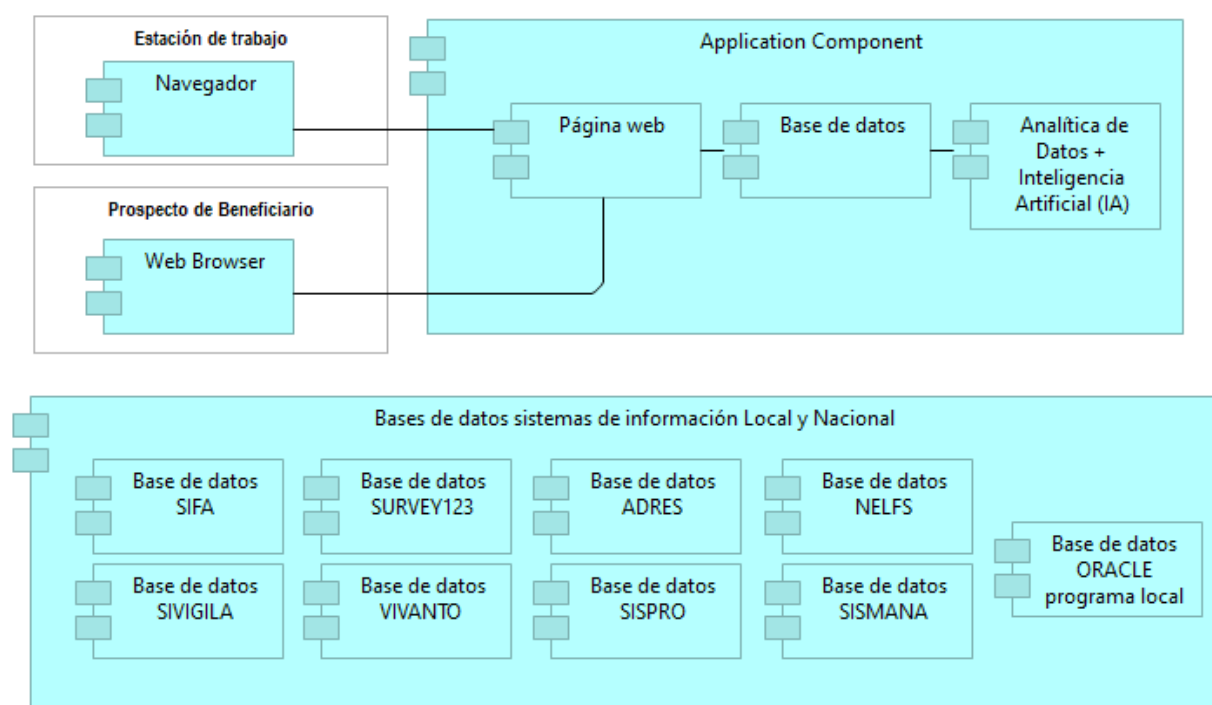 Estación de trabajo
Navegador
Prospecto de Beneficiario
Web Browser
Application Component
Página web
Base de datos
Analítica de
Datos +
Inteligencia
Artificial (IA)
Bases de datos sistemas de información Local y Nacional
Base de datos
SIFA
Base de datos
SURVEY123
Base de datos
ADRES
Base de datos
NELFS
Base de datos
SIVIGILA
Base de datos
VIVANTO
Base de datos
SISPRO
Base de datos
SISMANA
Base de datos
ORACLE
programa local